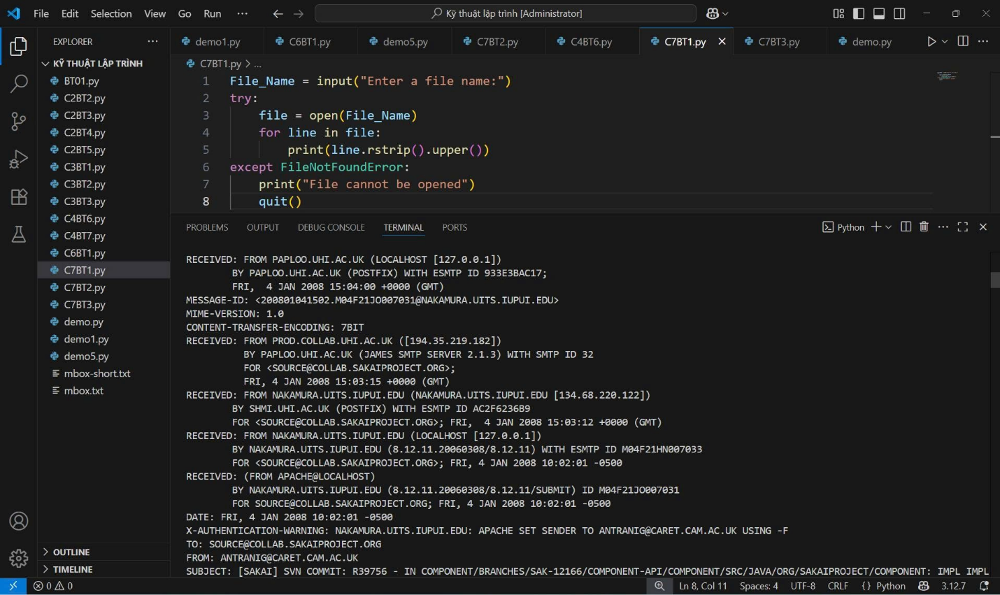 File Edit Selection View Go Run ··· Kỹ thuật lập trình [Administrator]
EXPLORER ···
KỸ THUẬT LẬP TRÌNH
BT01.py
C2BT2.py
C2BT3.py
C2BT4.py
C2BT5.py
C3BT1.py
C3BT2.py
C3BT3.py
C4BT6.py
C4BT7.py
C6BT1.py
C7BT1.py
C7BT2.py
C7BT3.py
demo.py
demo1.py
demo5.py
mbox-short.txt
mbox.txt
OUTLINE
TIMELINE
demo1.py C6BT1.py demo5.py C7BT2.py C4BT6.py C7BT1.py C7BT3.py demo.py
C7BT1.py > ...
1 File_Name = input("Enter a file name:")
2 try:
3 file = open(File_Name)
4 for line in file:
5 print(line.rstrip().upper())
6 except FileNotFoundError:
7 print("File cannot be opened")
8 quit()
PROBLEMS OUTPUT DEBUG CONSOLE TERMINAL PORTS Python
RECEIVED: FROM PAPLOO.UHI.AC.UK (LOCALHOST [127.0.0.1])
BY PAPLOO.UHI.AC.UK (POSTFIX) WITH ESMTP ID 933E3BAC17;
FRI,  4 JAN 2008 15:04:00 +0000 (GMT)
MESSAGE-ID: <200801041502.M04F21JO007031@NAKAMURA.UITS.IUPUI.EDU>
MIME-VERSION: 1.0
CONTENT-TRANSFER-ENCODING: 7BIT
RECEIVED: FROM PROD.COLLAB.UHI.AC.UK ([194.35.219.182])
BY PAPLOO.UHI.AC.UK (JAMES SMTP SERVER 2.1.3) WITH SMTP ID 32
FOR <SOURCE@COLLAB.SAKAIPROJECT.ORG>;
FRI, 4 JAN 2008 15:03:15 +0000 (GMT)
RECEIVED: FROM NAKAMURA.UITS.IUPUI.EDU (NAKAMURA.UITS.IUPUI.EDU [134.68.220.122])
BY SHMI.UHI.AC.UK (POSTFIX) WITH ESMTP ID AC2F6236B9
FOR <SOURCE@COLLAB.SAKAIPROJECT.ORG>; FRI,  4 JAN 2008 15:03:12 +0000 (GMT)
RECEIVED: FROM NAKAMURA.UITS.IUPUI.EDU (LOCALHOST [127.0.0.1])
BY NAKAMURA.UITS.IUPUI.EDU (8.12.11.20060308/8.12.11) WITH ESMTP ID M04F21HN007033
FOR <SOURCE@COLLAB.SAKAIPROJECT.ORG>; FRI, 4 JAN 2008 10:02:01 -0500
RECEIVED: (FROM APACHE@LOCALHOST)
BY NAKAMURA.UITS.IUPUI.EDU (8.12.11.20060308/8.12.11/SUBMIT) ID M04F21JO007031
FOR SOURCE@COLLAB.SAKAIPROJECT.ORG; FRI, 4 JAN 2008 10:02:01 -0500
DATE: FRI, 4 JAN 2008 10:02:01 -0500
X-AUTHENTICATION-WARNING: NAKAMURA.UITS.IUPUI.EDU: APACHE SET SENDER TO ANTRANIG@CARET.CAM.AC.UK USING -F
TO: SOURCE@COLLAB.SAKAIPROJECT.ORG
FROM: ANTRANIG@CARET.CAM.AC.UK
SUBJECT: [SAKAI] SVN COMMIT: R39756 - IN COMPONENT/BRANCHES/SAK-12166/COMPONENT-API/COMPONENT/SRC/JAVA/ORG/SAKAIPROJECT/COMPONENT: IMPL IMPL
0 0 Ln 8, Col 11 Spaces: 4 UTF-8 CRLF {} Python 3.12.7